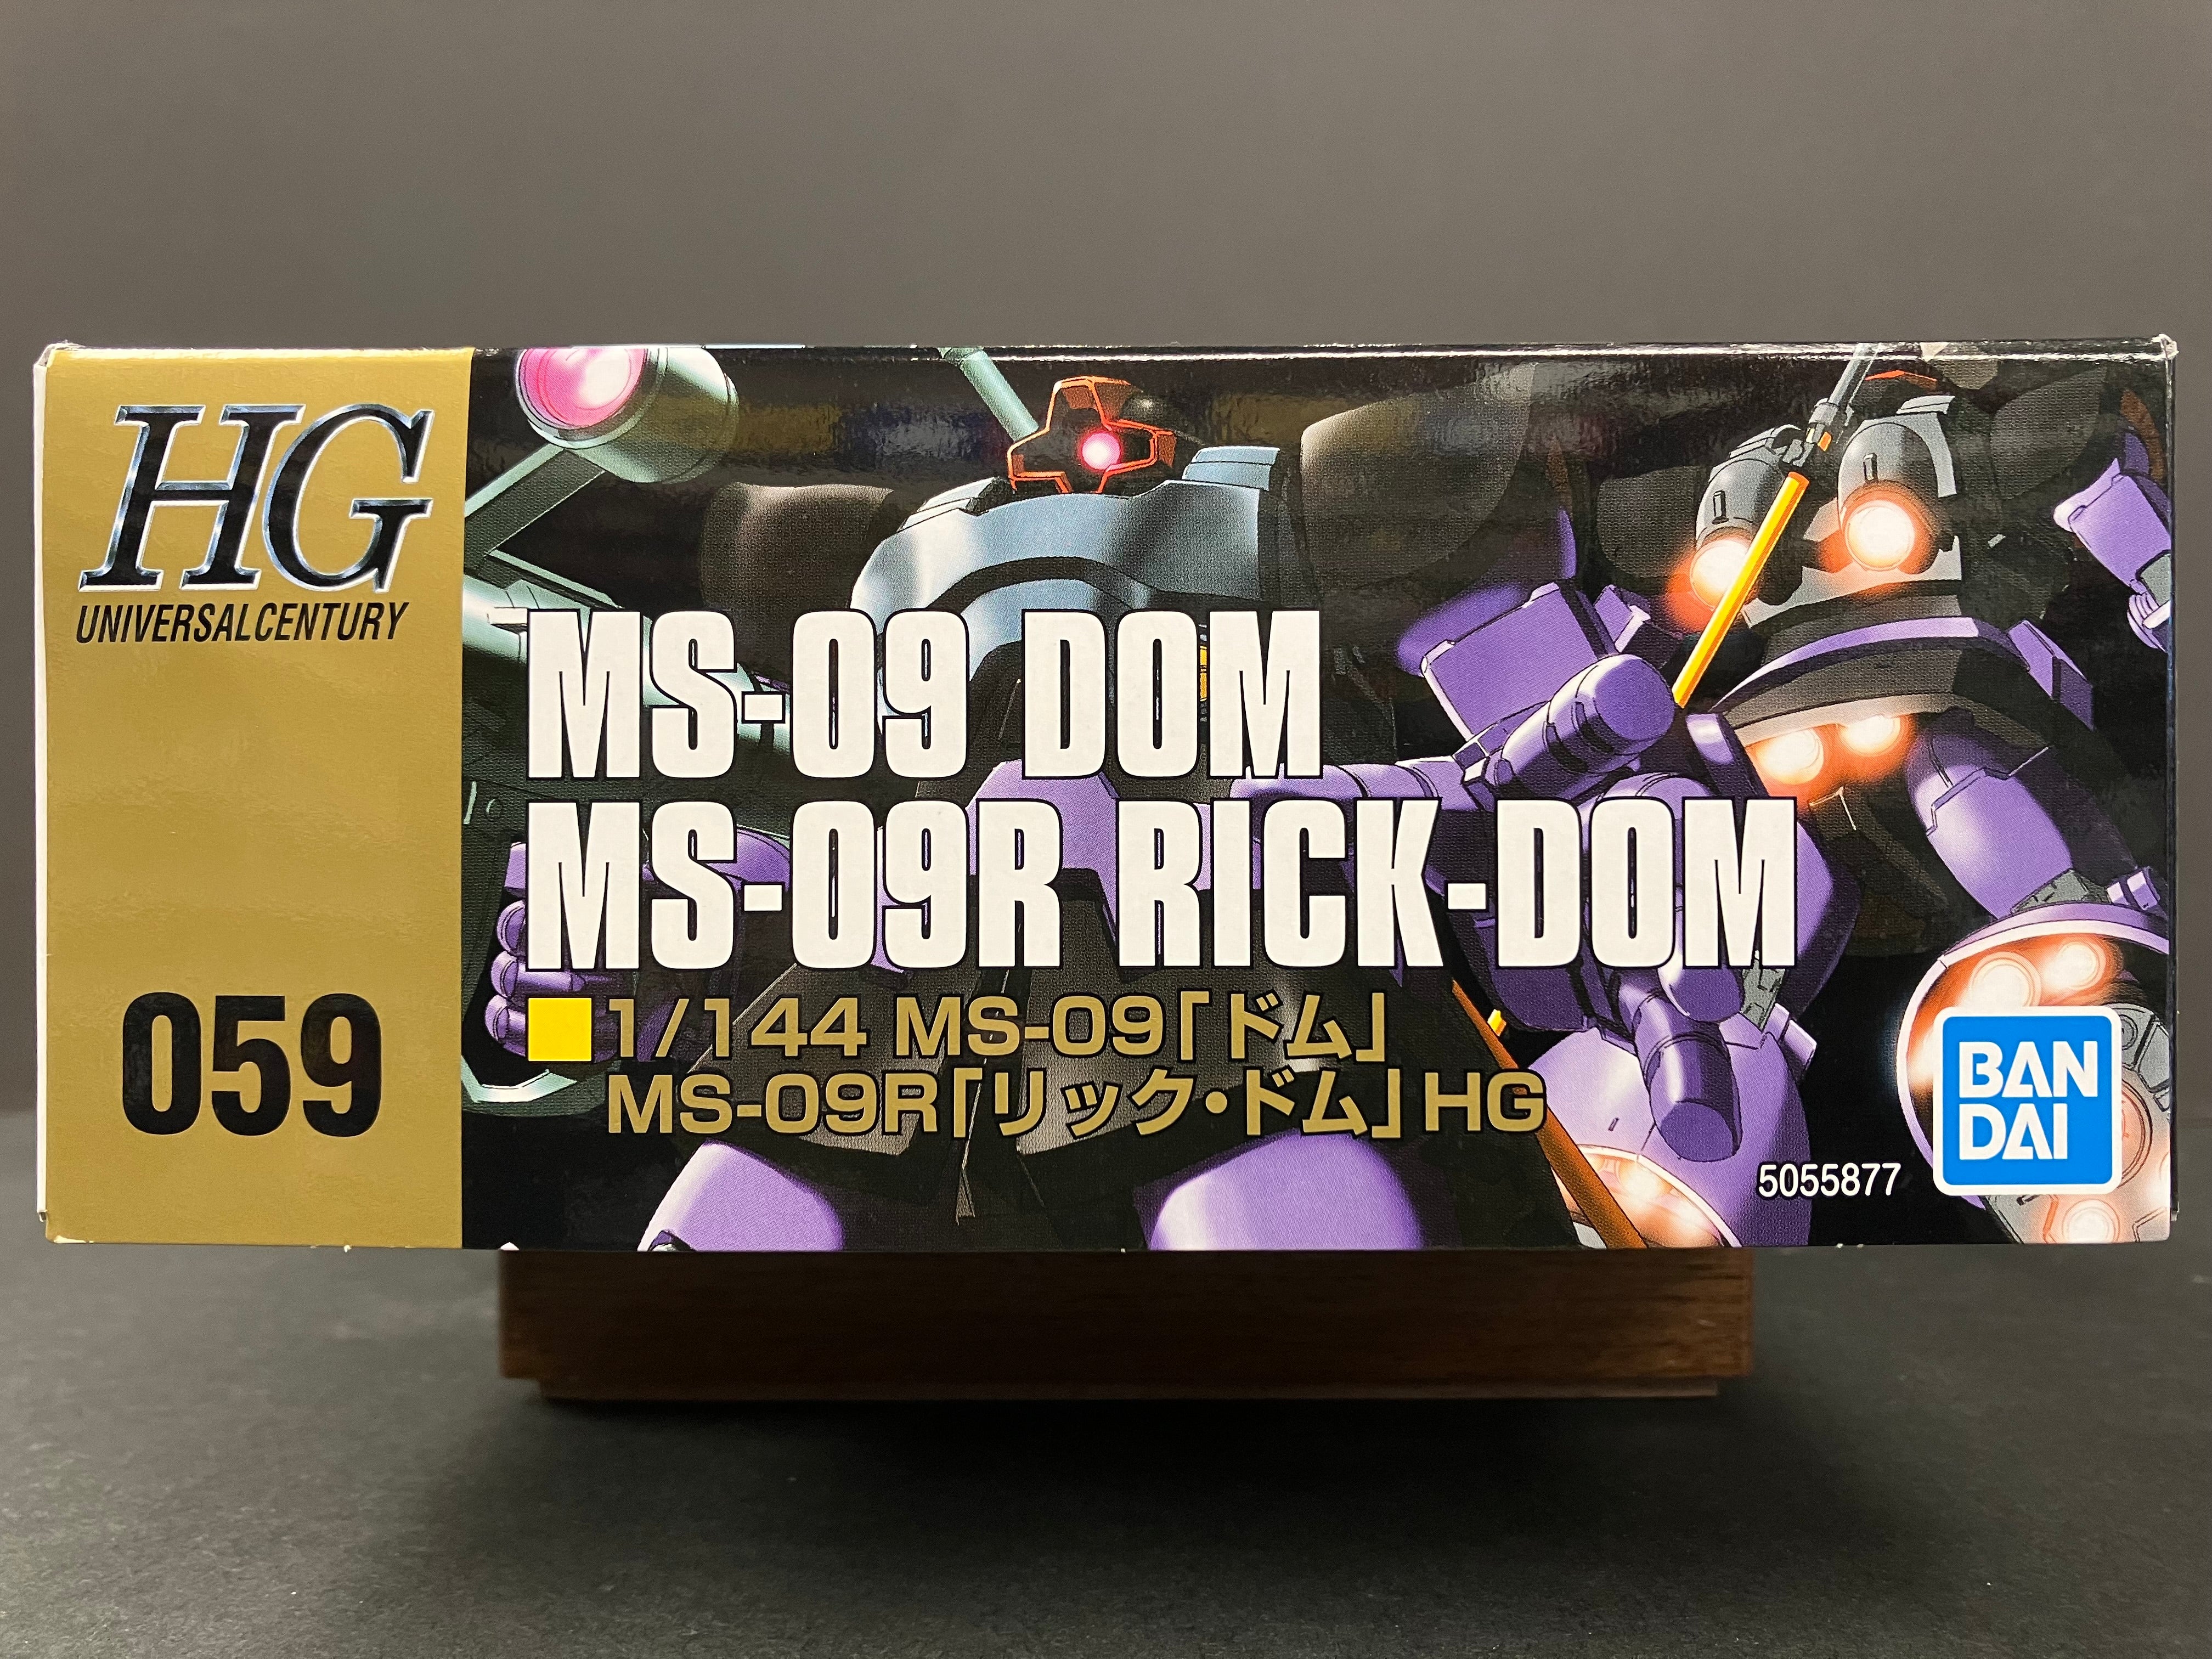 HG
UNIVERSALCENTURY
059
MS-09 DOM
MS-09R RICK-DOM
1/144 MS-09「ドム」
MS-09R「リック・ドム」HG
5055877
BAN
DAI